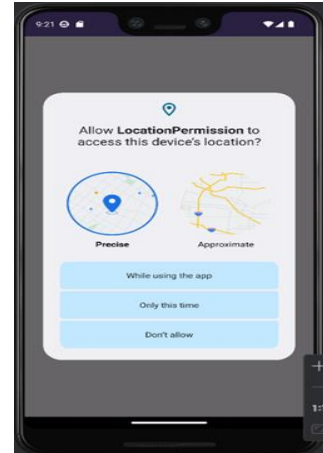 9:21
Allow LocationPermission to
access this device's location?
Precise
Approximate
While using the app
Only this time
Don't allow
+